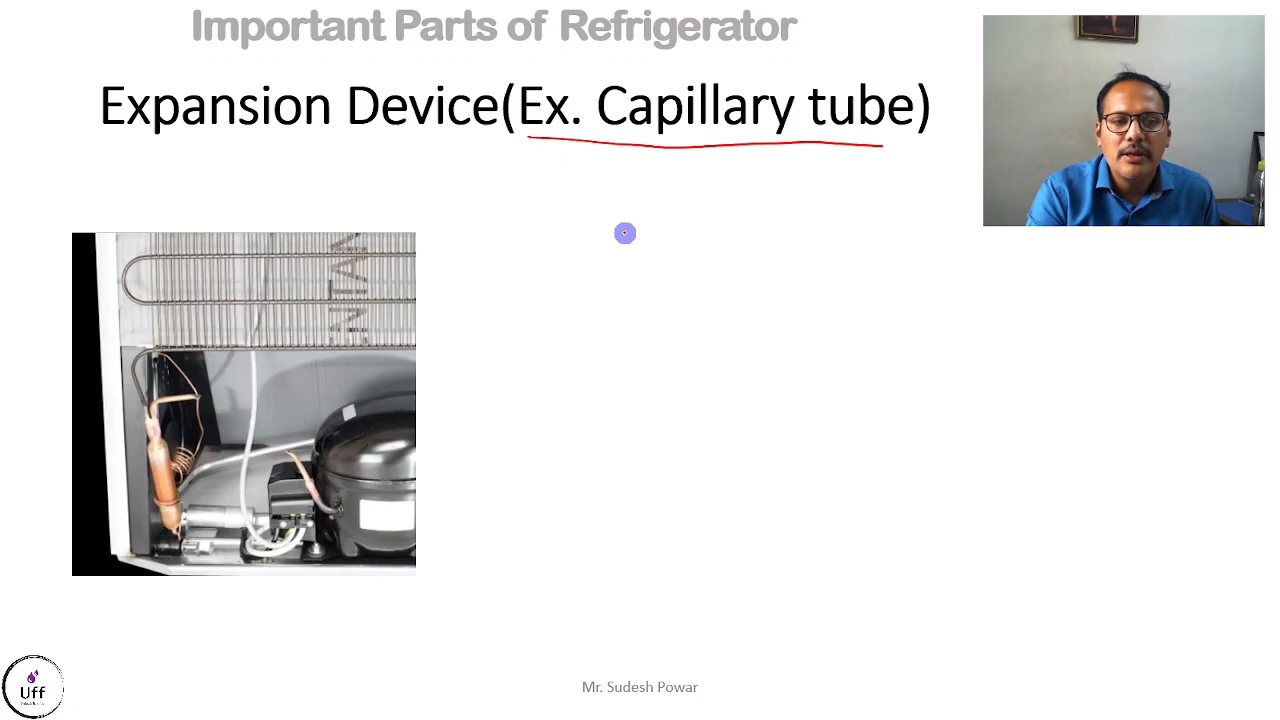 Important Parts of Refrigerator
Expansion Device(Ex. Capillary tube)
Uff
Mr. Sudesh Powar